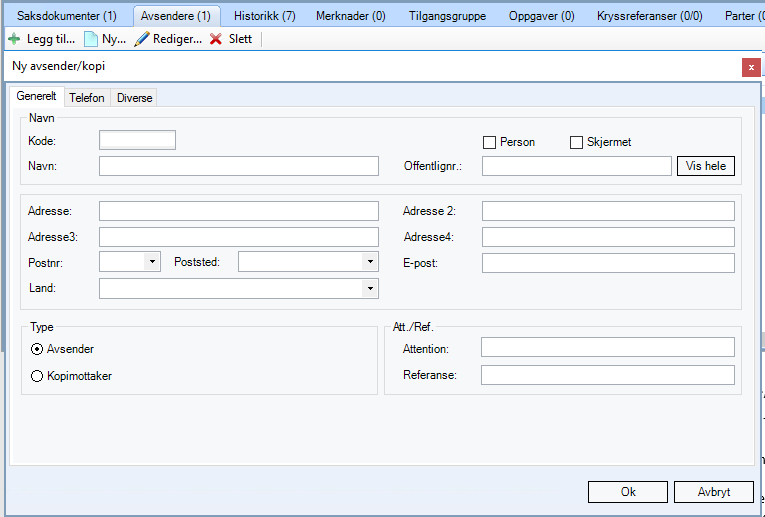 Saksdokumenter (1) Avsendere (1) Historikk (7) Merknader (0) Tilgangsgruppe Oppgaver (0) Kryssreferanser (0/0) Parter (0
Legg til... Ny... Rediger... Slett
Ny avsender/kopi x
Generelt Telefon Diverse
Navn
Kode: Person Skjermet
Navn: Offentlignr.: Vis hele
Adresse: Adresse 2:
Adresse3: Adresse4:
Postnr: Poststed: E-post:
Land:
Type Att./Ref.
Avsender Attention:
Kopimottaker Referanse:
Ok Avbryt